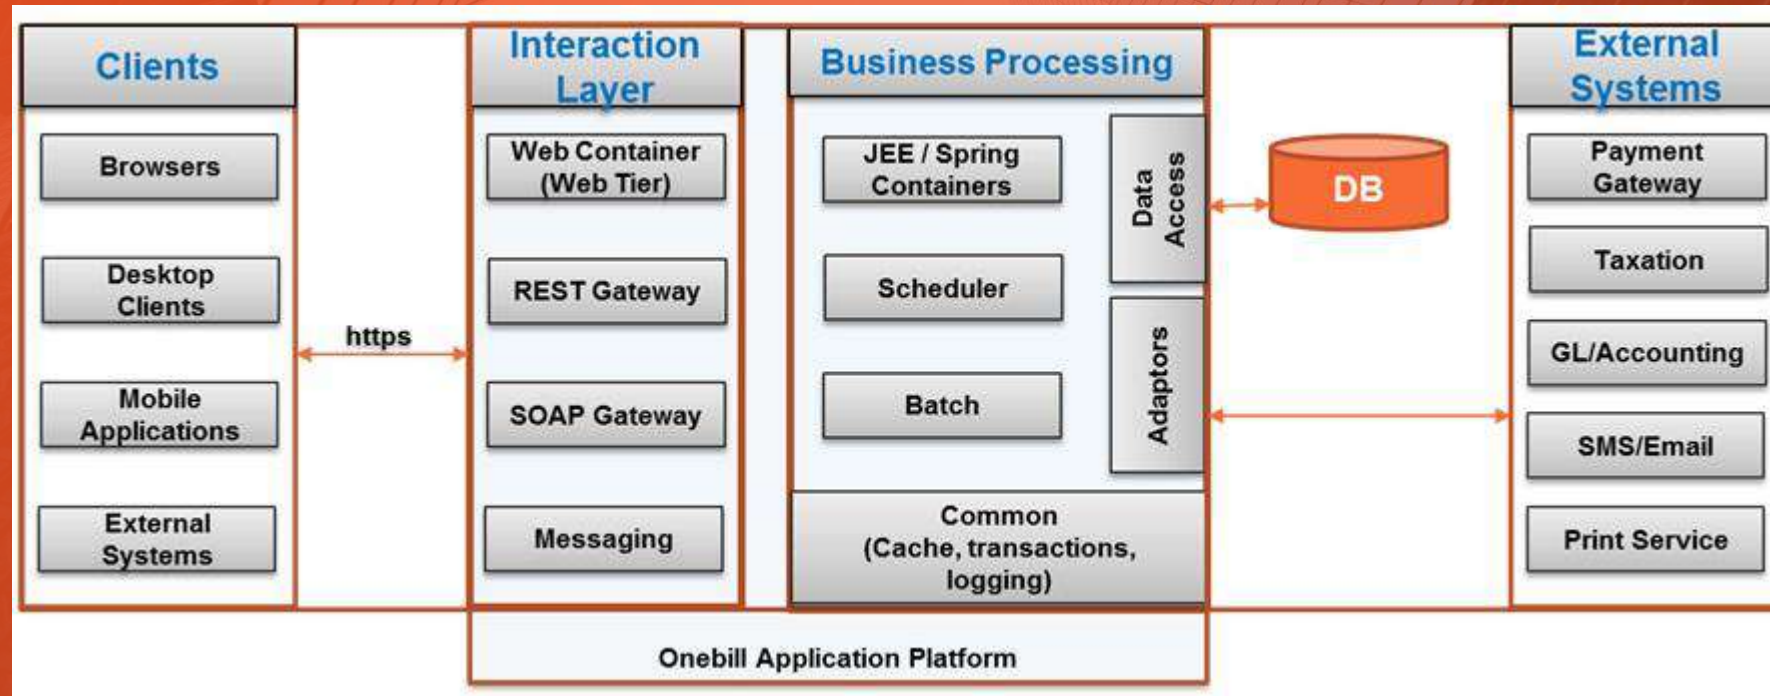 Clients
Browsers
Desktop
Clients
Mobile
Applications
External
Systems
https
Interaction
Layer
Web Container
(Web Tier)
REST Gateway
SOAP Gateway
Messaging
Business Processing
JEE / Spring
Containers
Scheduler
Batch
Data
Access
Adaptors
Common
(Cache, transactions,
logging)
Onebill Application Platform
DB
External
Systems
Payment
Gateway
Taxation
GL/Accounting
SMS/Email
Print Service